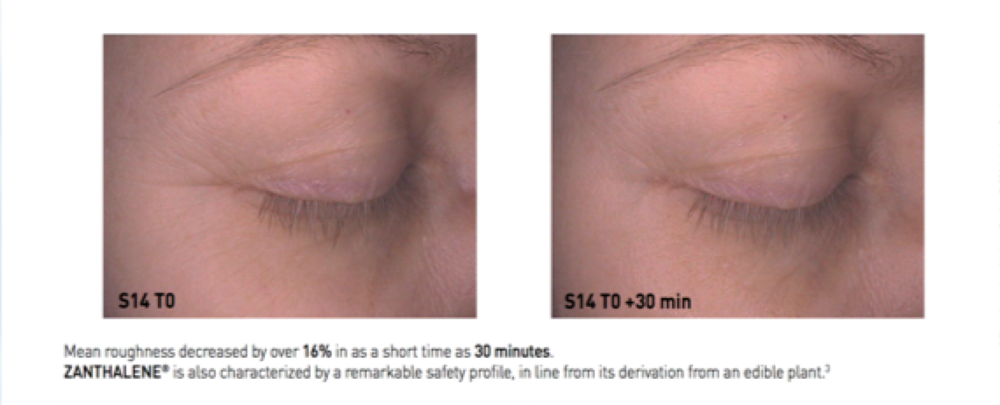 S14 T0
S14 T0 +30 min
Mean roughness decreased by over 16% in as a short time as 30 minutes.
ZANTHALENE® is also characterized by a remarkable safety profile, in line from its derivation from an edible plant.³